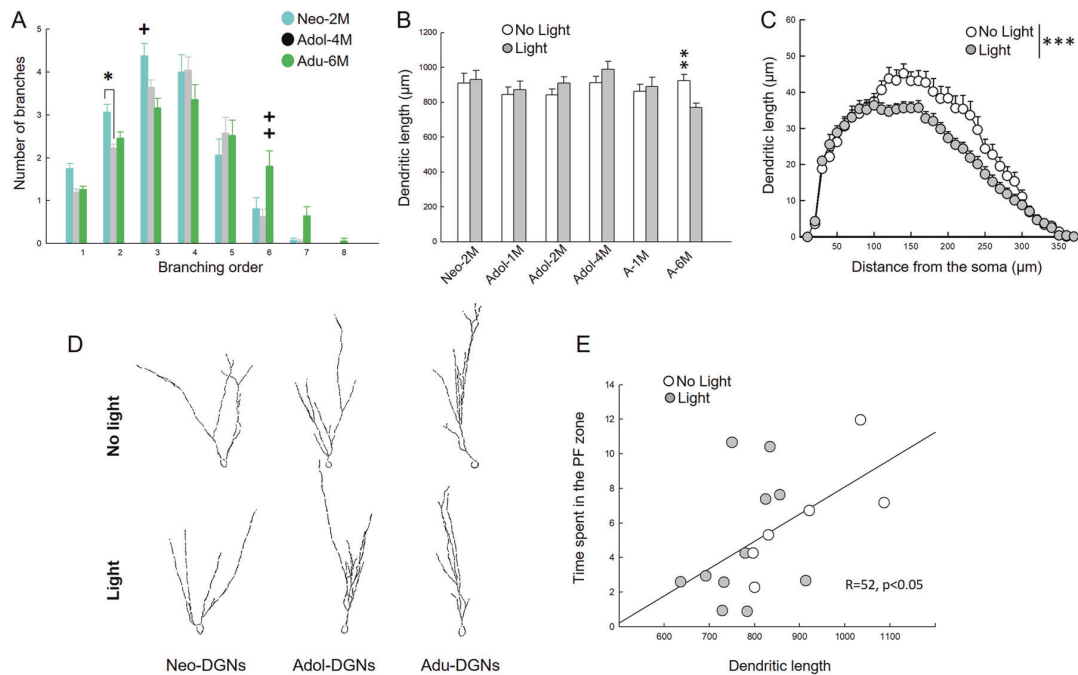 A
Neo-2M
Adol-4M
Adu-6M
+
*
+
+
Number of branches
5
4
3
2
1
0
1 2 3 4 5 6 7 8
Branching order
B
No Light
Light
**
Dendritic length (µm)
1200
1000
800
600
400
200
0
Neo-2M
Adol-1M
Adol-2M
Adol-4M
A-1M
A-6M
C
No Light
Light
***
Dendritic length (µm)
60
50
40
30
20
10
0
50 100 150 200 250 300 350
Distance from the soma (µm)
D
No light
Light
Neo-DGNs Adol-DGNs Adu-DGNs
E
No Light
Light
Time spent in the PF zone
14
12
10
8
6
4
2
0
R=52, p<0.05
600 700 800 900 1000 1100
Dendritic length